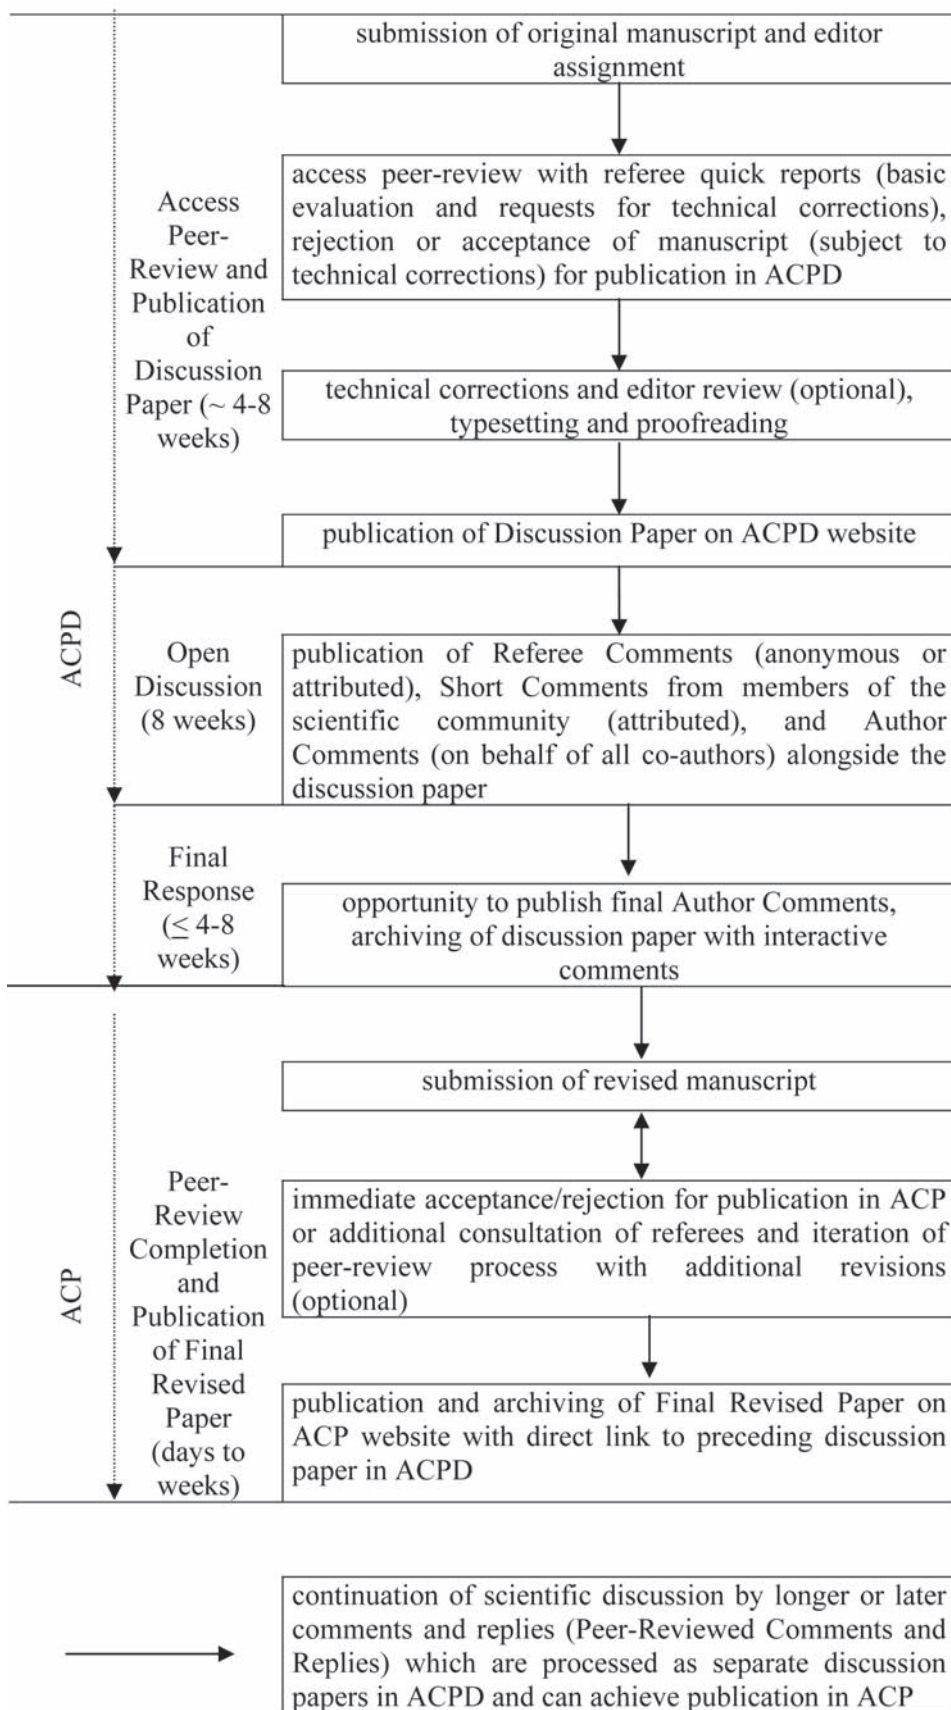 submission of original manuscript and editor
assignment
Access
Peer-
Review and
Publication
of
Discussion
Paper (~ 4-8
weeks)
access peer-review with referee quick reports (basic
evaluation and requests for technical corrections),
rejection or acceptance of manuscript (subject to
technical corrections) for publication in ACPD
technical corrections and editor review (optional),
typesetting and proofreading
publication of Discussion Paper on ACPD website
ACPD
Open
Discussion
(8 weeks)
publication of Referee Comments (anonymous or
attributed), Short Comments from members of the
scientific community (attributed), and Author
Comments (on behalf of all co-authors) alongside the
discussion paper
Final
Response
(≤ 4-8
weeks)
opportunity to publish final Author Comments,
archiving of discussion paper with interactive
comments
ACP
Peer-
Review
Completion
and
Publication
of Final
Revised
Paper
(days to
weeks)
submission of revised manuscript
immediate acceptance/rejection for publication in ACP
or additional consultation of referees and iteration of
peer-review process with additional revisions
(optional)
publication and archiving of Final Revised Paper on
ACP website with direct link to preceding discussion
paper in ACPD
continuation of scientific discussion by longer or later
comments and replies (Peer-Reviewed Comments and
Replies) which are processed as separate discussion
papers in ACPD and can achieve publication in ACP